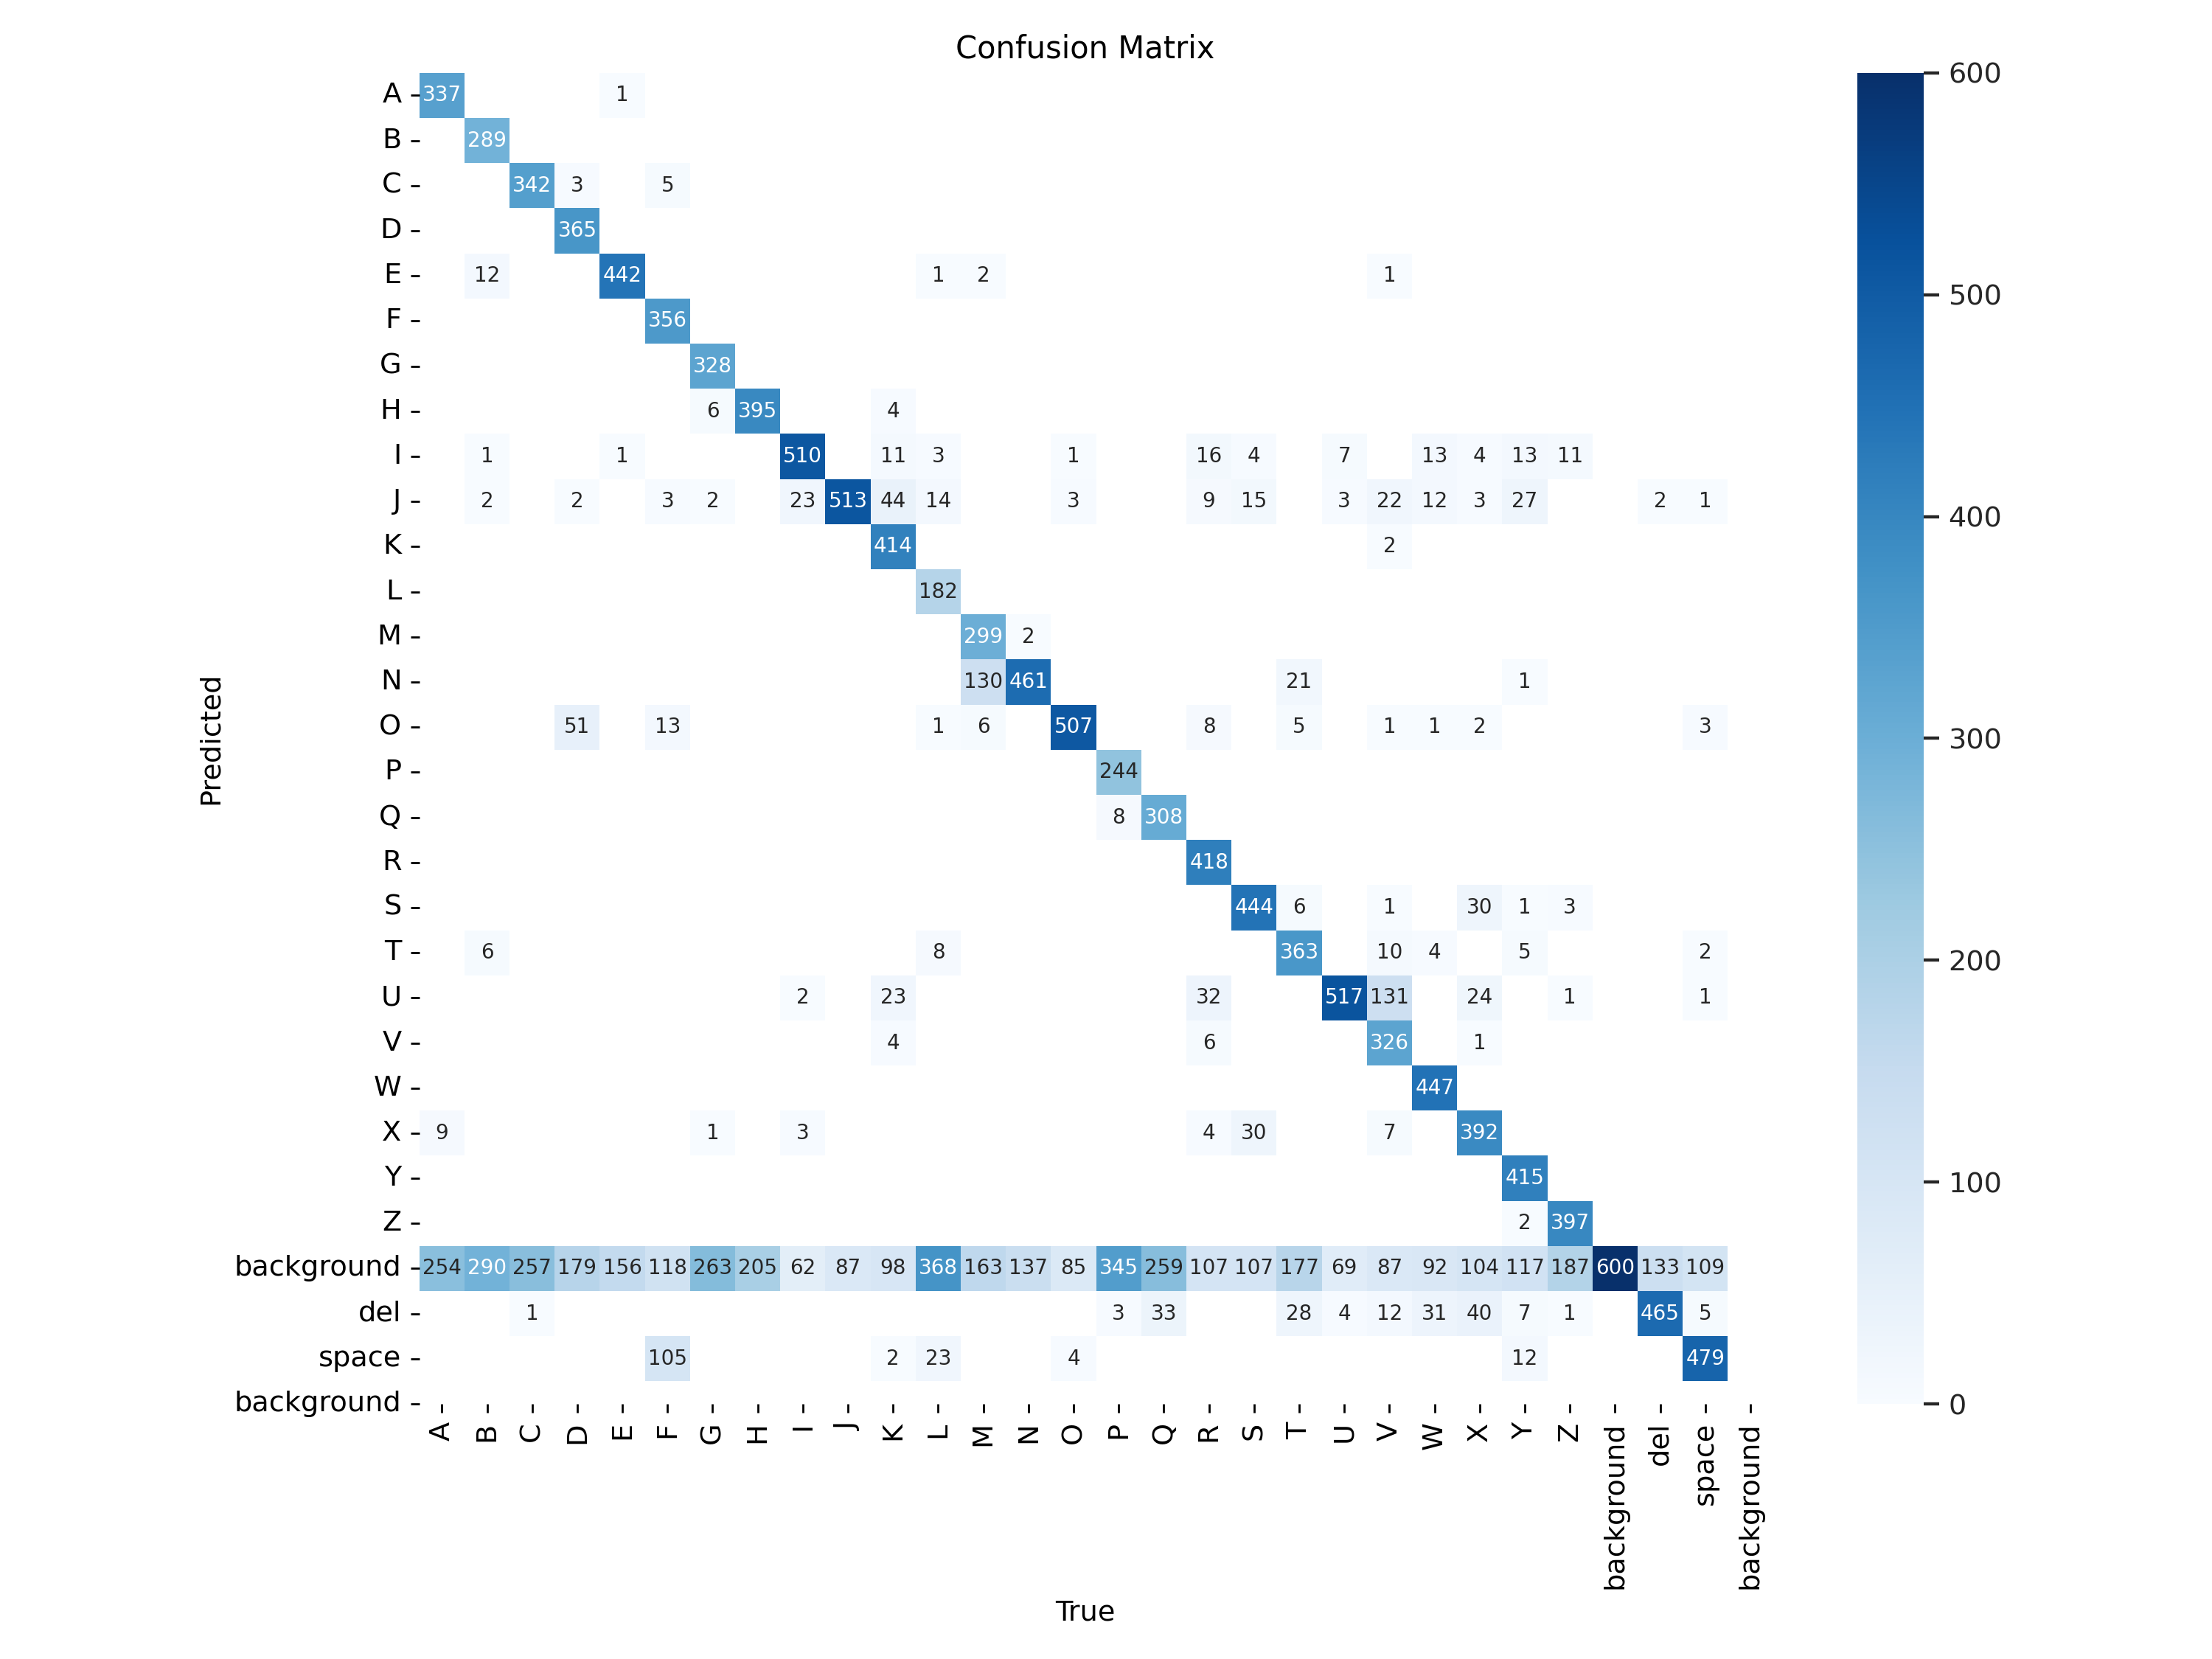 Confusion Matrix
A 337 1
B 289
C 342 3 5
D 365
E 12 442 1 2 1
F 356
G 328
H 6 395 4
I 1 1 510 11 3 1 16 4 7 13 4 13 11
J 2 2 3 2 23 513 44 14 3 9 15 3 22 12 3 27 2 1
K 414 2
L 182
M 299 2
N 130 461 21 1
O 51 13 1 6 507 8 5 1 1 2 3
P 244
Q 8 308
R 418
S 444 6 1 30 1 3
T 6 8 363 10 4 5 2
U 2 23 32 517 131 24 1 1
V 4 6 326 1
W 447
X 9 1 3 4 30 7 392
Y 415
Z 2 397
background 254 290 257 179 156 118 263 205 62 87 98 368 163 137 85 345 259 107 107 177 69 87 92 104 117 187 600 133 109
del 1 3 33 28 4 12 31 40 7 1 465 5
space 105 2 23 4 12 479
background
A B C D E F G H I J K L M N O P Q R S T U V W X Y Z background del space background
True
Predicted
600
500
400
300
200
100
0